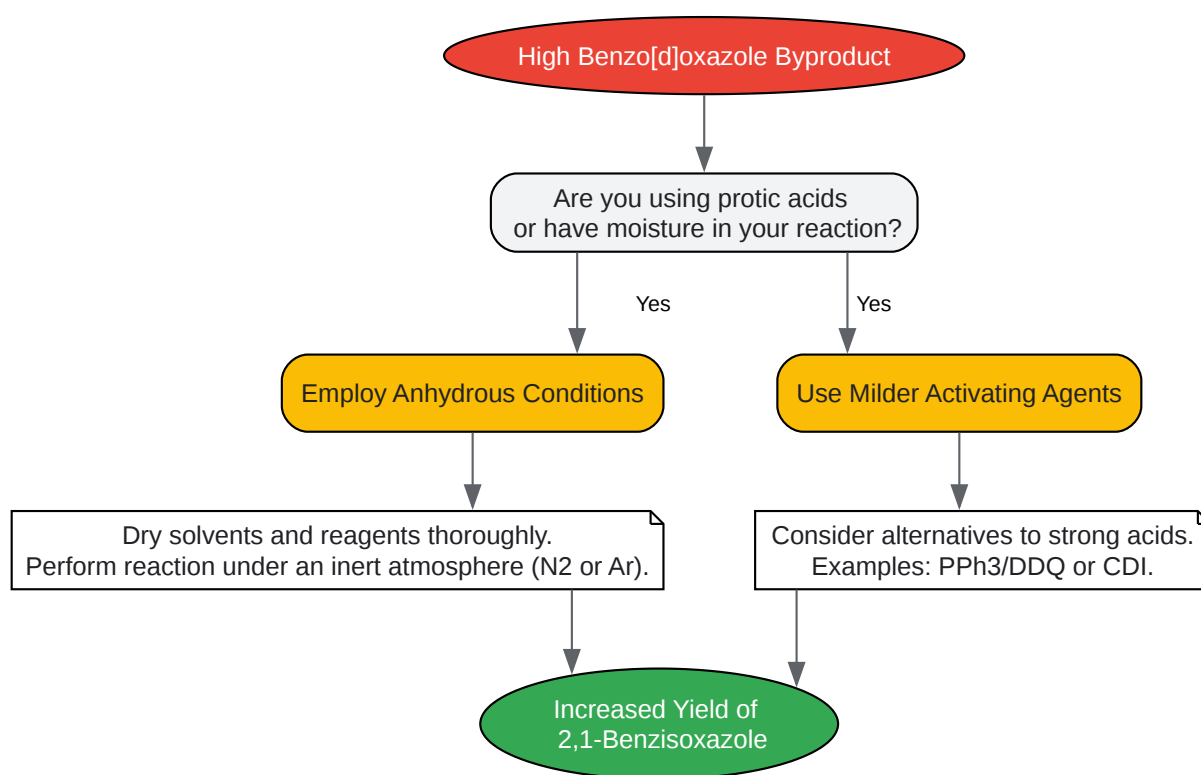 High Benzo[d]oxazole Byproduct
Are you using protic acids
or have moisture in your reaction?
Yes
Yes
Employ Anhydrous Conditions
Use Milder Activating Agents
Dry solvents and reagents thoroughly.
Perform reaction under an inert atmosphere (N2 or Ar).
Consider alternatives to strong acids.
Examples: PPh3/DDQ or CDI.
Increased Yield of
2,1-Benzisoxazole